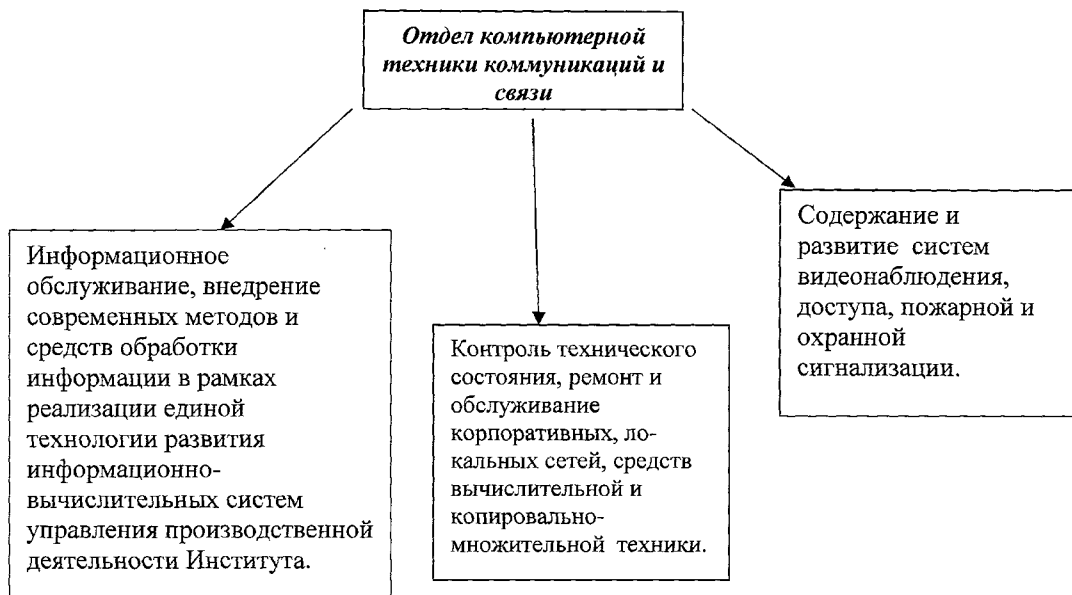 Отдел компьютерной
техники коммуникаций и
связи
Информационное
обслуживание, внедрение
современных методов и
средств обработки
информации в рамках
реализации единой
технологии развития
информационно-
вычислительных систем
управления производственной
деятельности Института.
Контроль технического
состояния, ремонт и
обслуживание
корпоративных, ло-
кальных сетей, средств
вычислительной и
копировально-
множительной техники.
Содержание и
развитие систем
видеонаблюдения,
доступа, пожарной и
охранной
сигнализации.